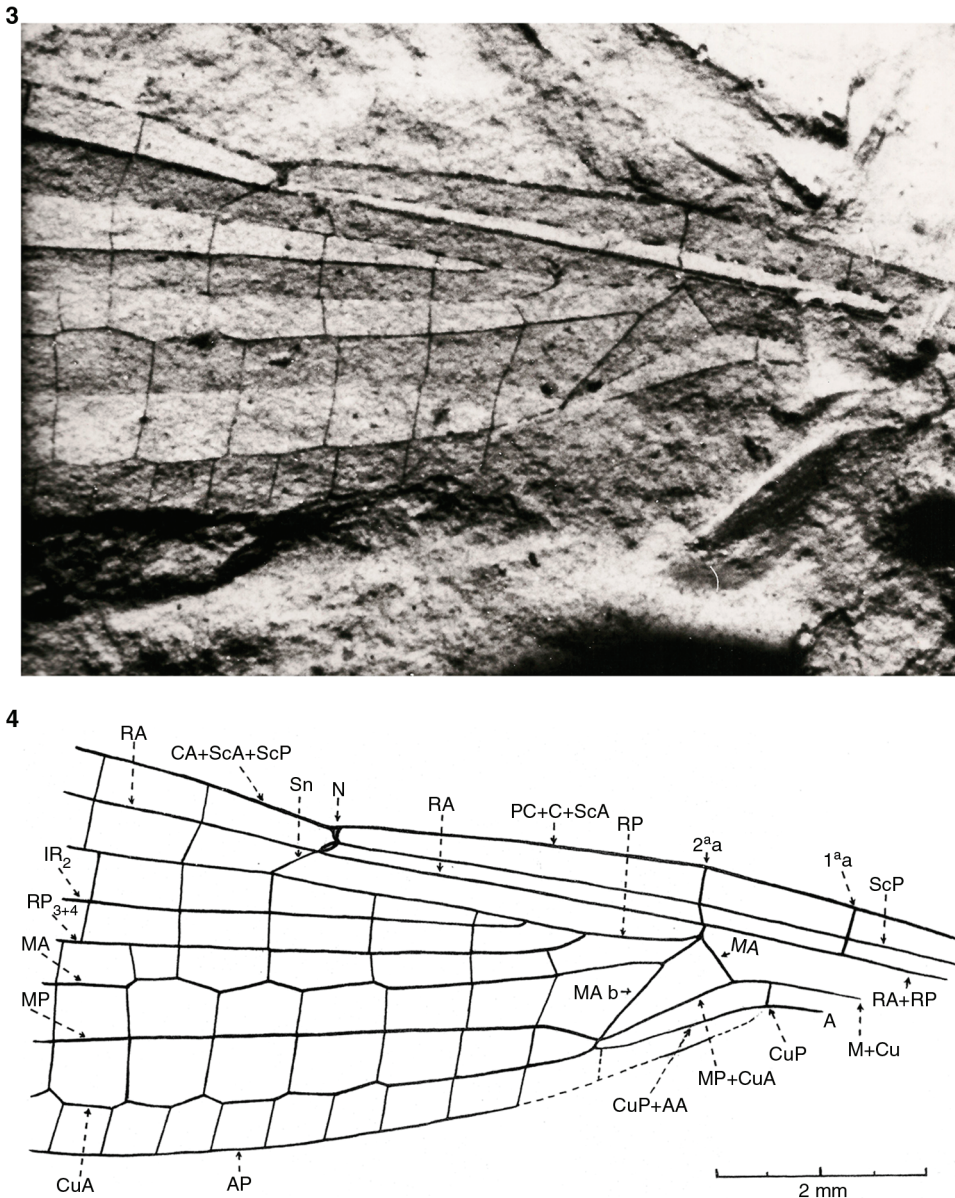 3
4
RA
CA+ScA+ScP
Sn
N
RA
PC+C+ScA
RP
2ªa
1ªa
ScP
IR2
RP3+4
MA
MP
MA
MA b
RA+RP
A
M+Cu
CuP
MP+CuA
CuP+AA
CuA
AP
2 mm